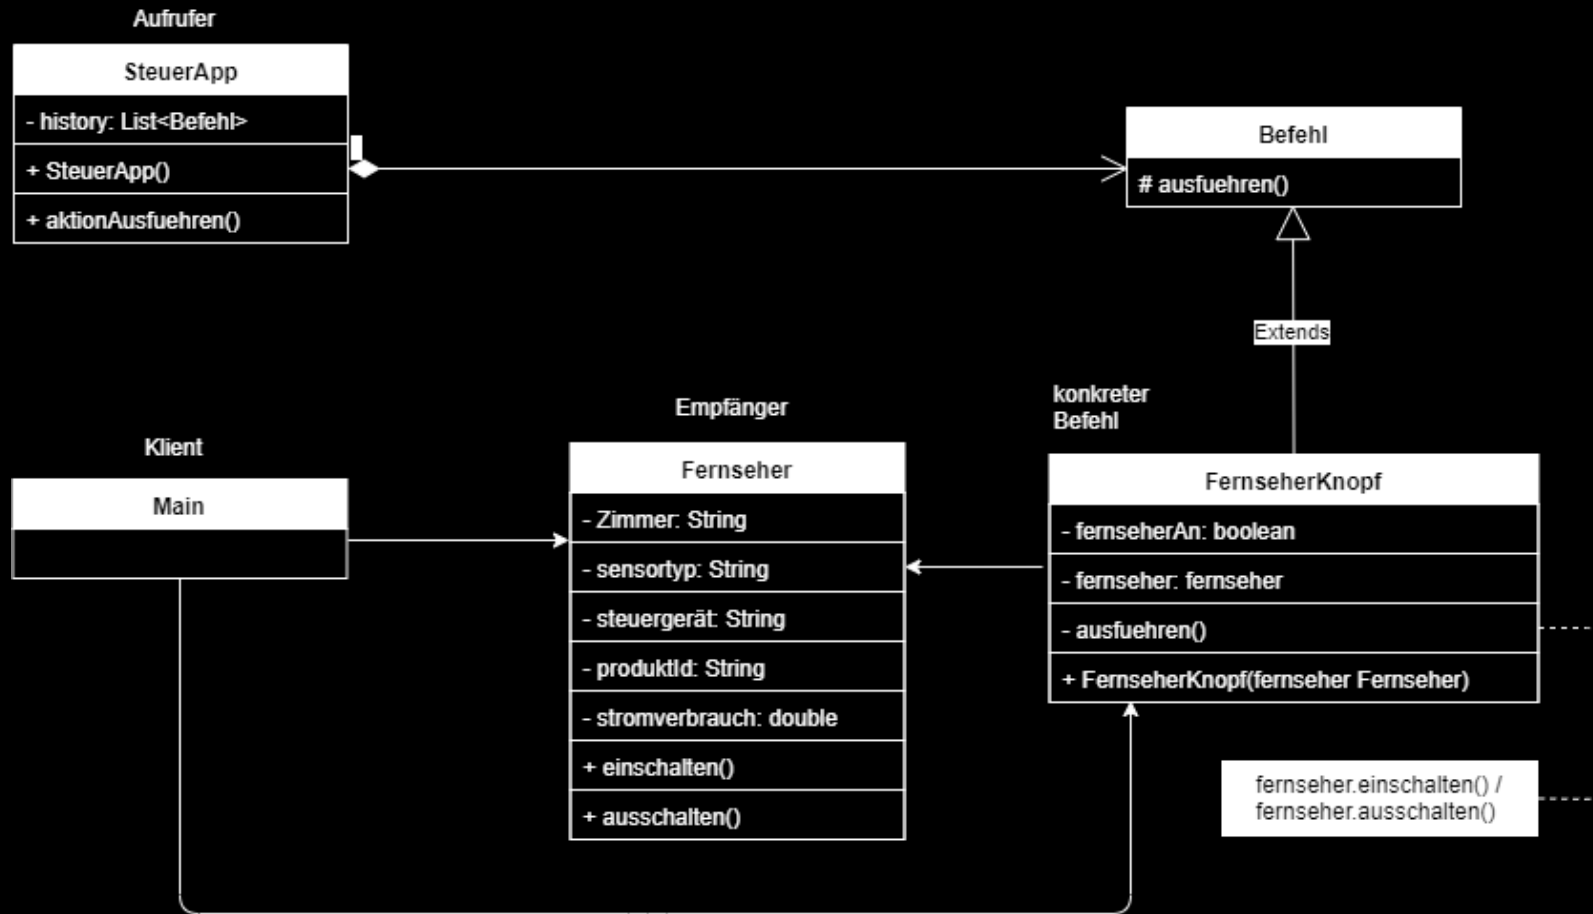 Aufrufer
SteuerApp
- history: List<Befehl>
+ SteuerApp()
+ aktionAusfuehren()
Befehl
# ausfuehren()
Extends
konkreter
Befehl
FernseherKnopf
- fernseherAn: boolean
- fernseher: fernseher
- ausfuehren()
+ FernseherKnopf(fernseher Fernseher)
fernseher.einschalten() /
fernseher.ausschalten()
Empfänger
Fernseher
- Zimmer: String
- sensortyp: String
- steuergerät: String
- produktId: String
- stromverbrauch: double
+ einschalten()
+ ausschalten()
Klient
Main